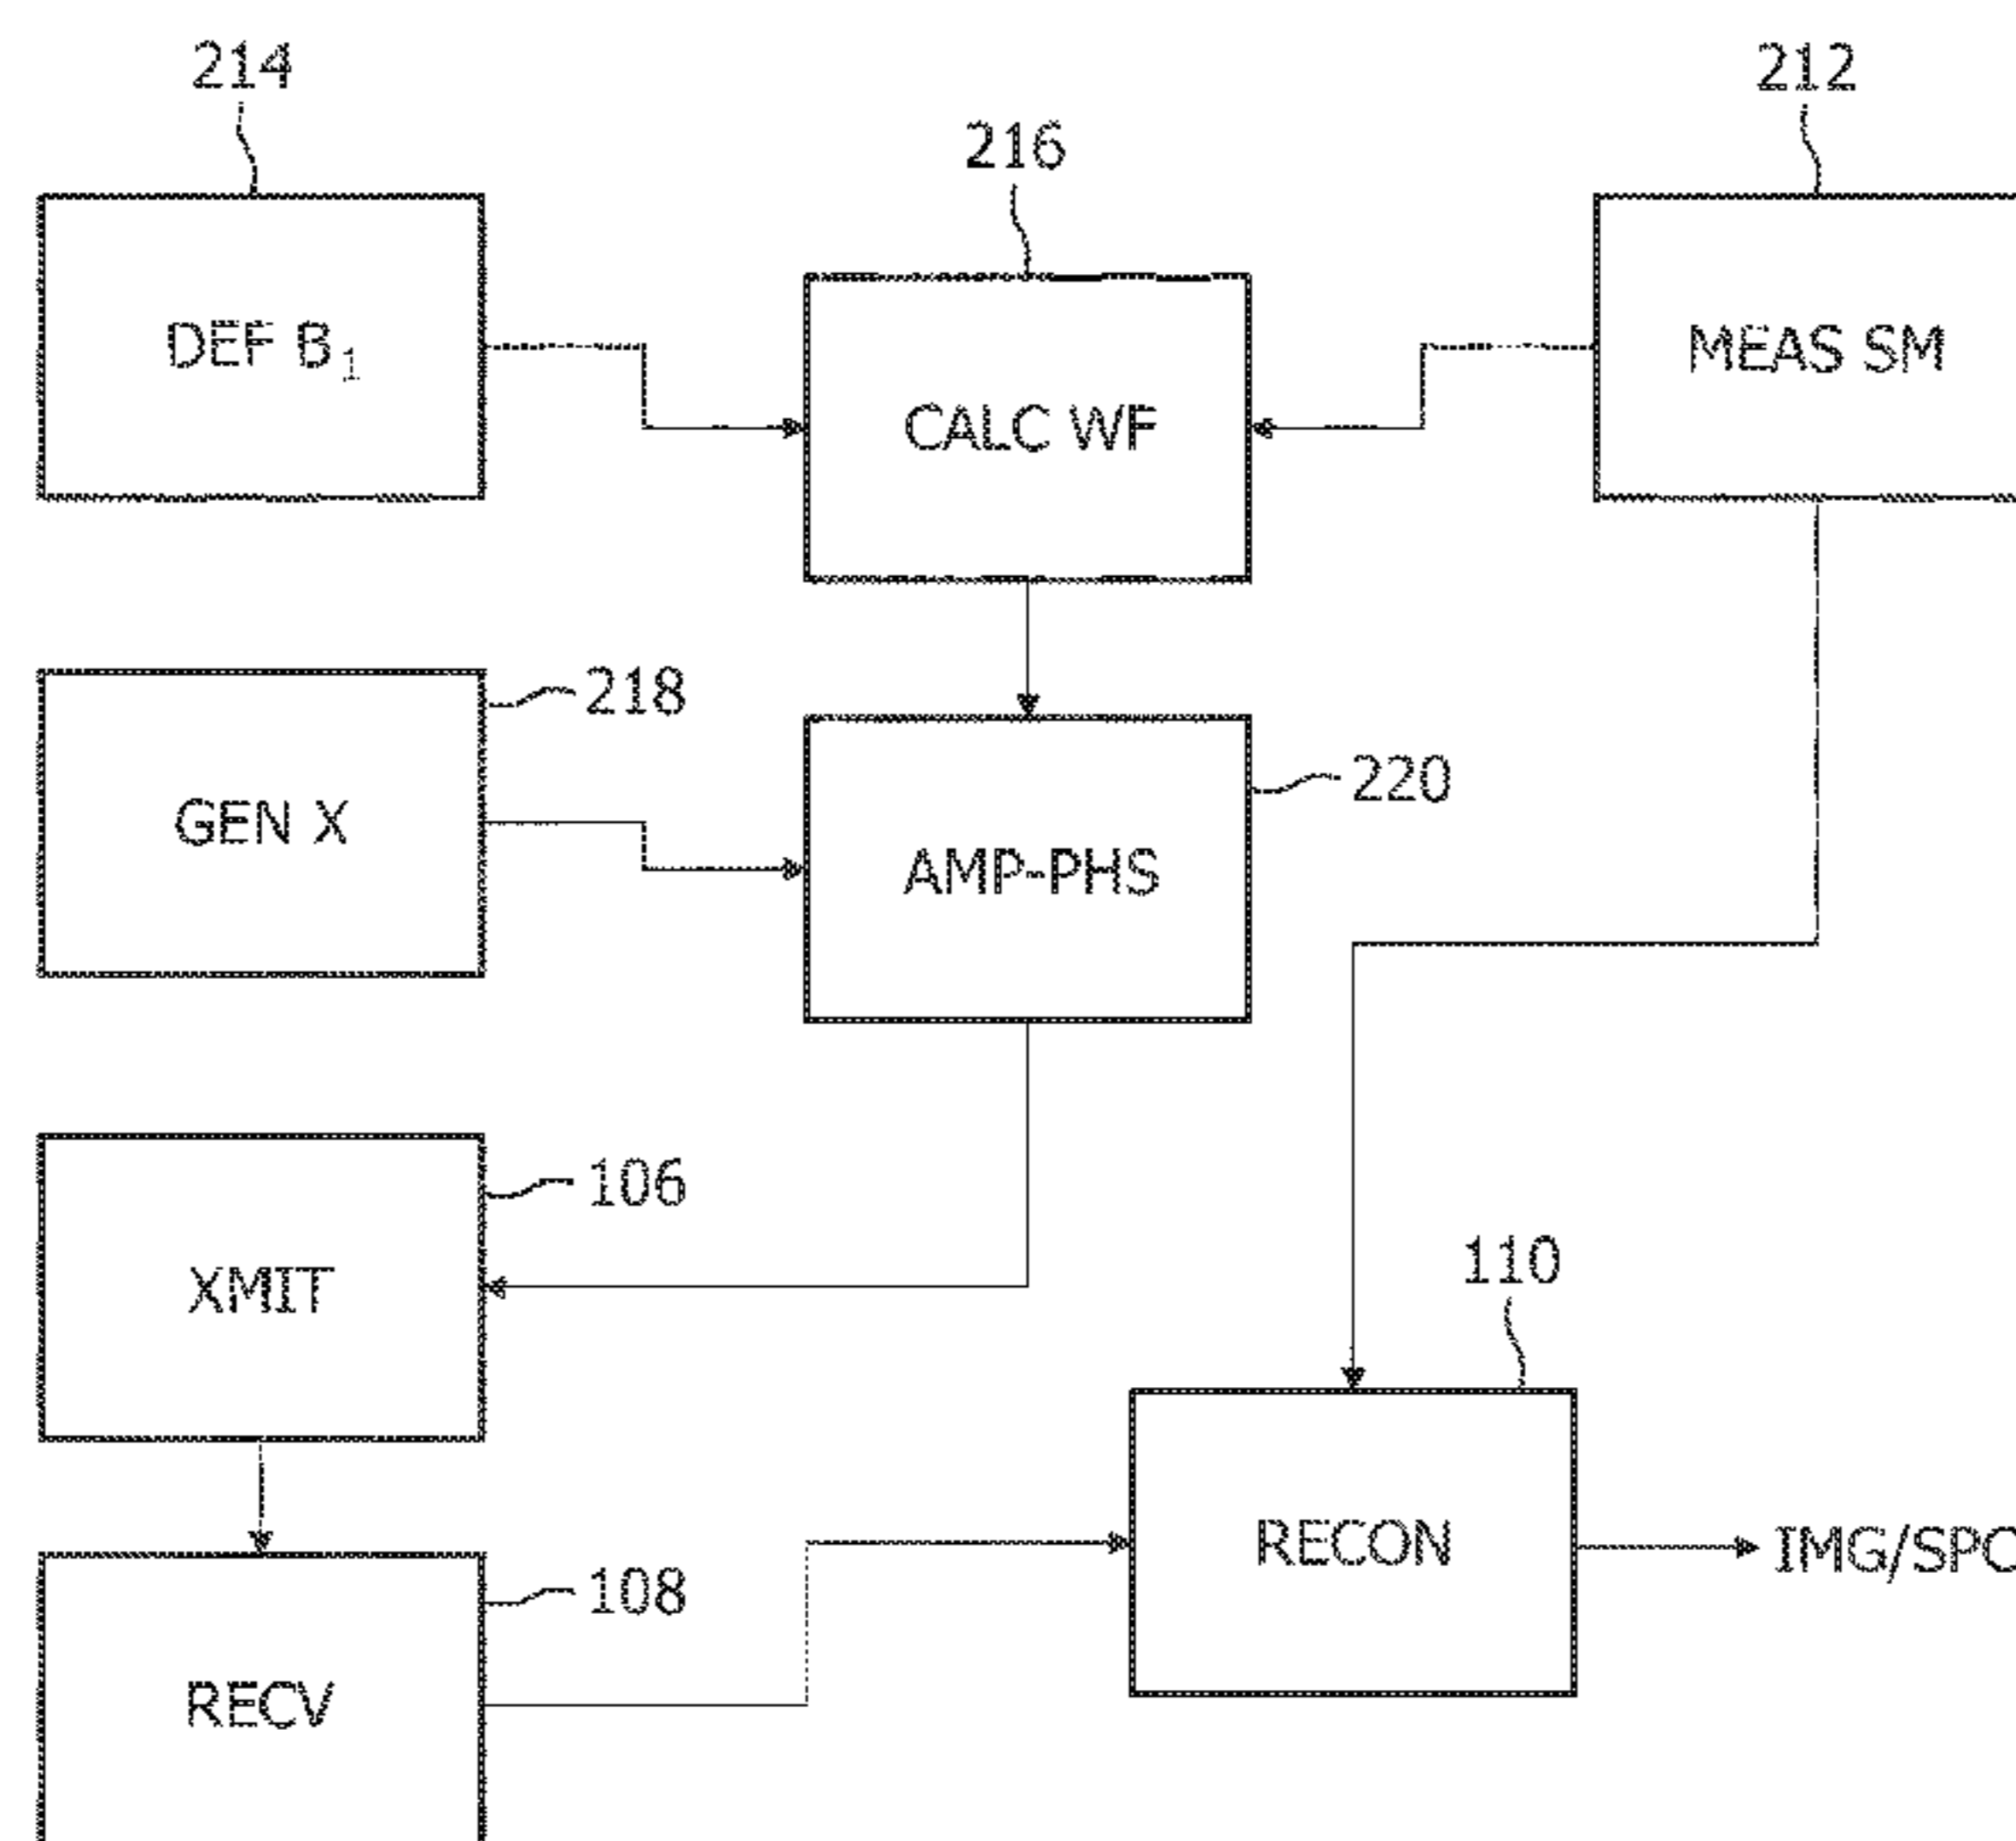 214
212
216
DEF B₁
MEAS SM
CALC WF
218
220
GEN X
AMP-PHS
106
XMIT
110
RECON
IMG/SPC
108
RECV